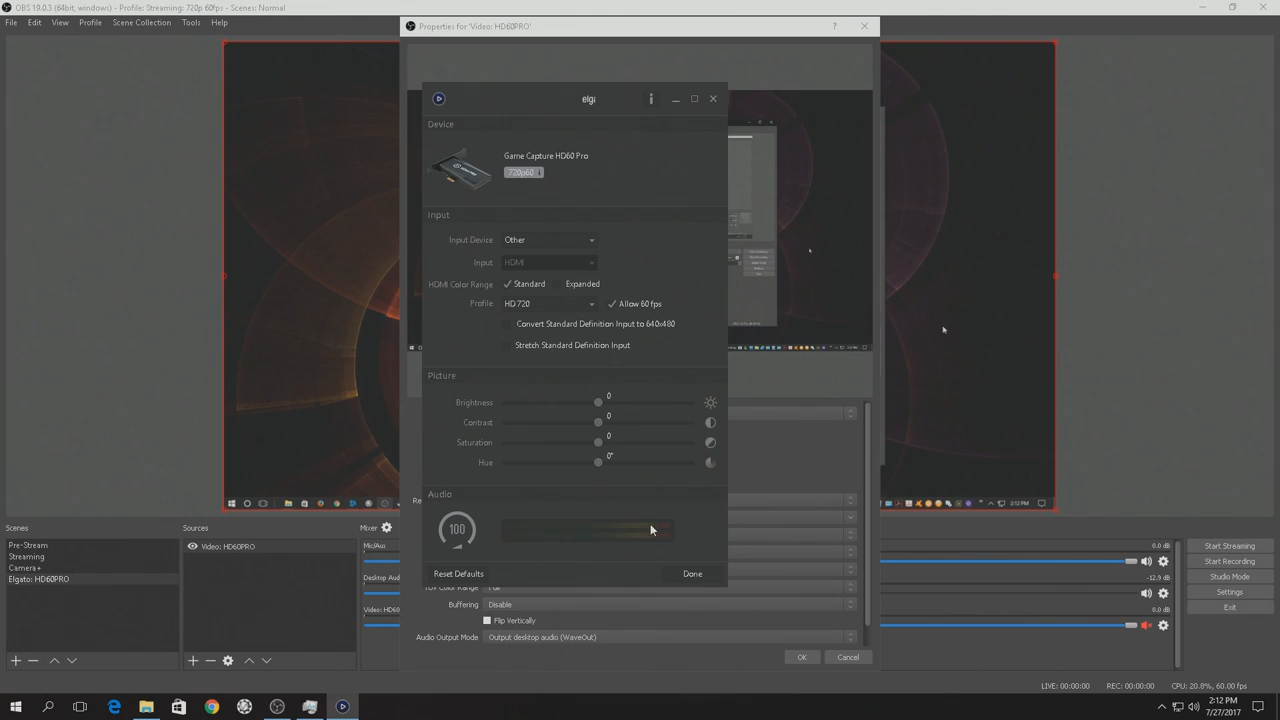 OBS 19.0.3 (64bit, windows) - Profile: Streaming: 720p 60fps - Scenes: Normal
File Edit View Profile Scene Collection Tools Help
Properties for 'Video: HD60PRO'
?
elga
i
Device
Game Capture HD60 Pro
720p60
Input
Input Device Other
Input HDMI
HDMI Color Range Standard Expanded
Profile HD 720 Allow 60 fps
Convert Standard Definition Input to 640x480
Stretch Standard Definition Input
Picture
Brightness 0
Contrast 0
Saturation 0
Hue 0°
Audio
100
Reset Defaults Done
Re
Buffering Disable
Flip Vertically
Audio Output Mode Output desktop audio (WaveOut)
OK Cancel
2:12 PM
Scenes
Pre-Stream
Streaming
Camera+
Elgato: HD60PRO
Sources
Video: HD60PRO
Mixer
Mic/Aux 0.0 dB
Desktop Aud -12.9 dB
Video: HD60 0.0 dB
Start Streaming
Start Recording
Studio Mode
Settings
Exit
LIVE: 00:00:00 REC: 00:00:00 CPU: 20.8%, 60.00 fps
2:12 PM
7/27/2017